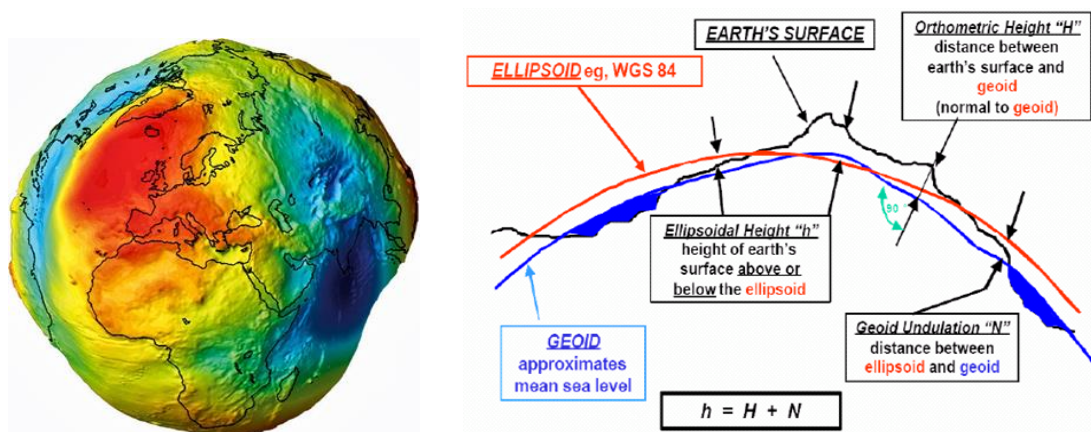 EARTH'S SURFACE
Orthometric Height "H"
distance between
earth's surface and
geoid
(normal to geoid)
ELLIPSOID eg, WGS 84
90
Ellipsoidal Height "h"
height of earth's
surface above or
below the ellipsoid
GEOID
approximates
mean sea level
Geoid Undulation "N"
distance between
ellipsoid and geoid
h = H + N